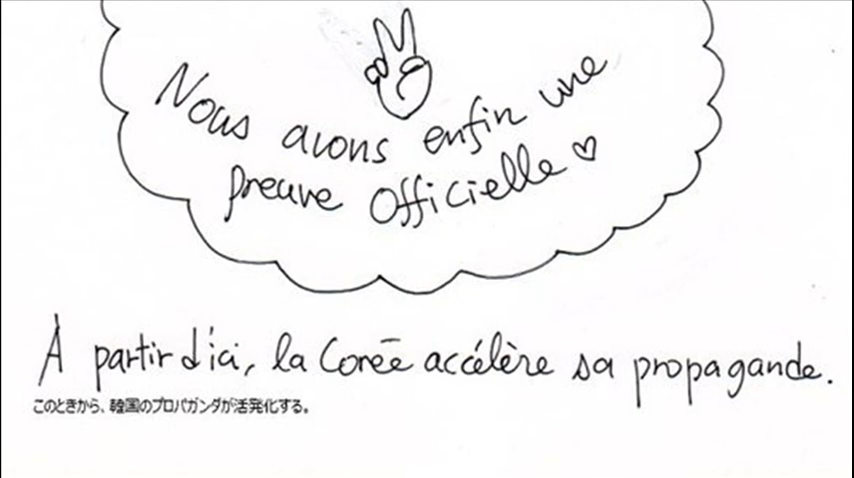 Nous avons enfin une
preuve Officielle ♡
À partir d'ici, la Corée accélère sa propagande.
このときから、韓国のプロパガンダが活発化する。